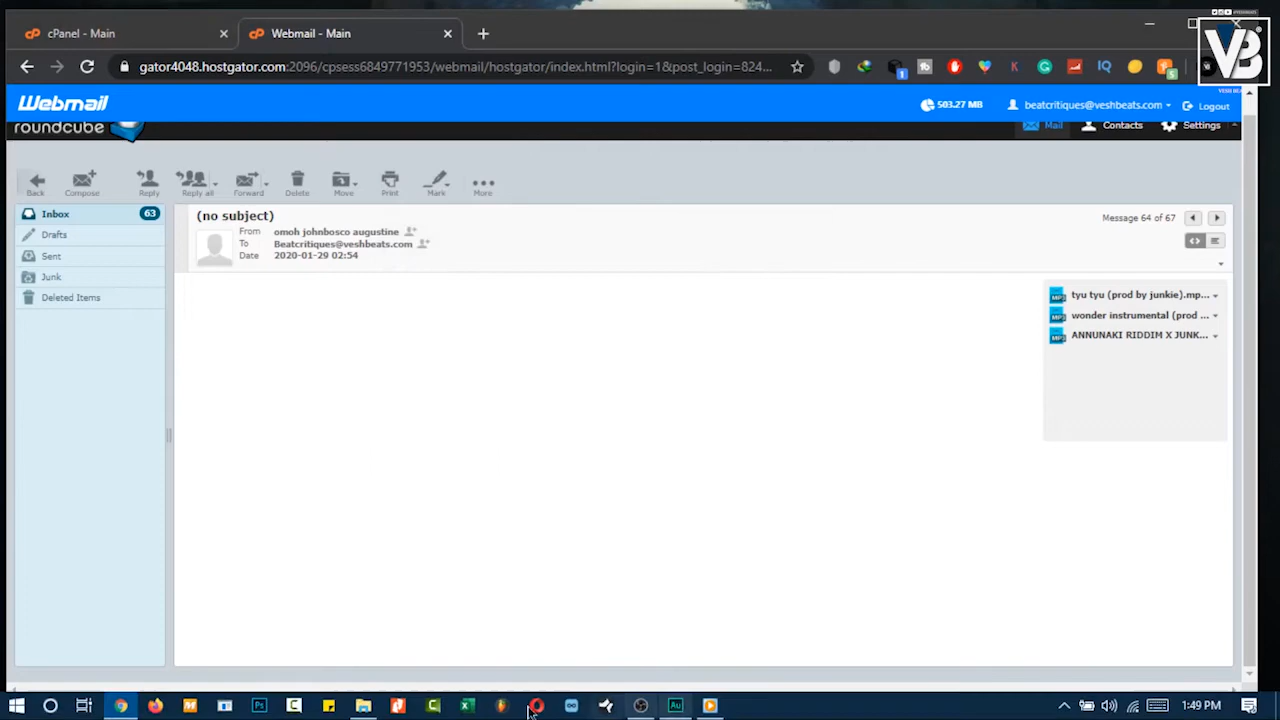 cPanel - Main
Webmail - Main
gator4048.hostgator.com:2096/cpsess6849771953/webmail/hostgator/index.html?login=1&post_login=824...
Webmail
503.27 MB
beatcritiques@veshbeats.com
Logout
roundcube
Mail
Contacts
Settings
Back
Compose
Reply
Reply all
Forward
Delete
Move
Print
Mark
More
Inbox
63
Drafts
Sent
Junk
Deleted Items
(no subject)
Message 64 of 67
From omoh johnbosco augustine
To Beatcritiques@veshbeats.com
Date 2020-01-29 02:54
MP3 tyu tyu (prod by junkie).mp...
MP3 wonder instrumental (prod ...
MP3 ANNUNAKI RIDDIM X JUNK...
VB
1:49 PM